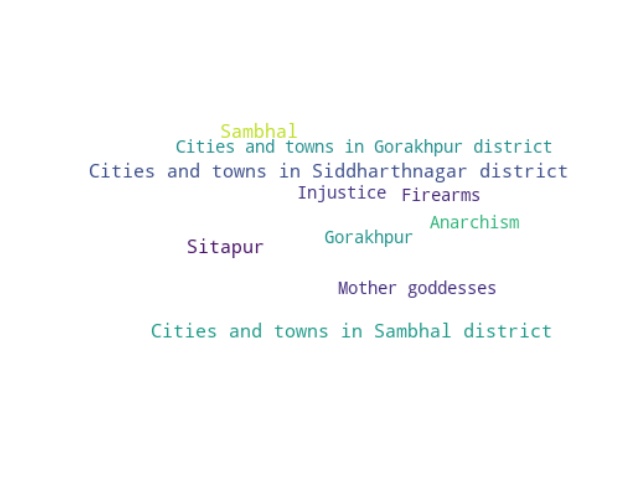 Sambhal
Cities and towns in Gorakhpur district
Cities and towns in Siddharthnagar district
Injustice Firearms
Anarchism
Gorakhpur
Sitapur
Mother goddesses
Cities and towns in Sambhal district